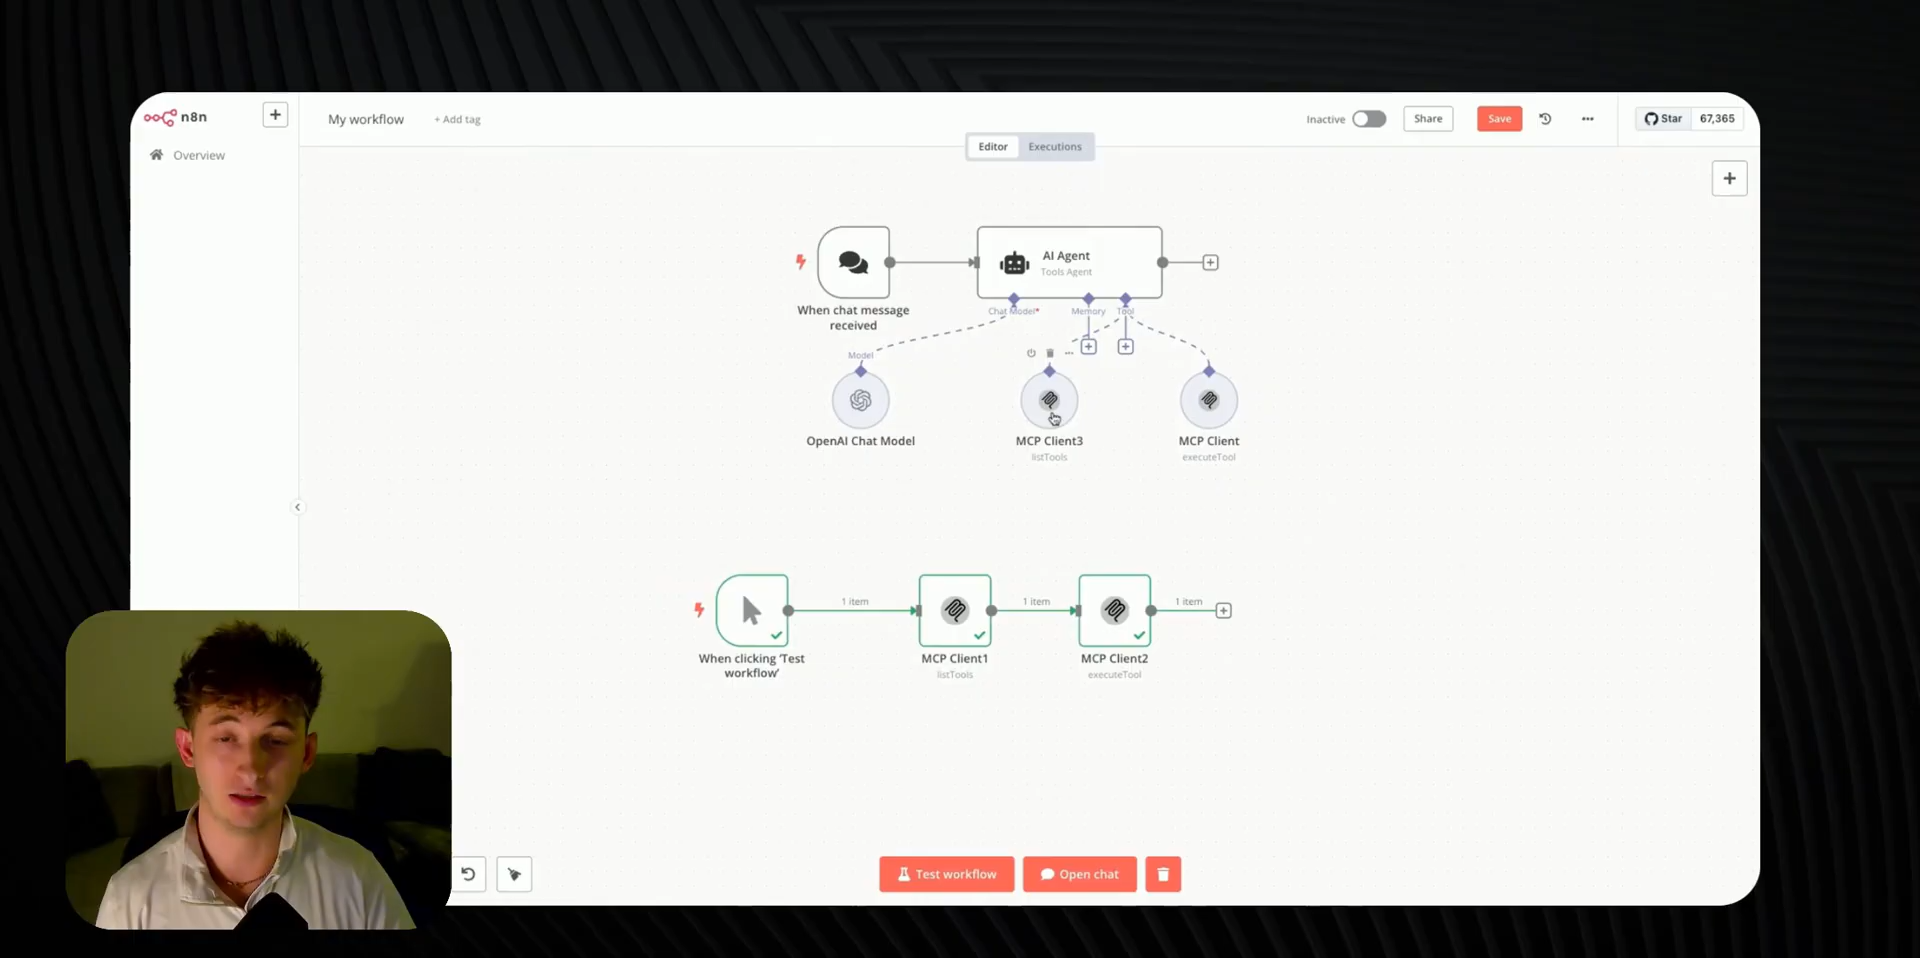 n8n
My workflow
+ Add tag
Inactive
Share
Save
Star
67,365
Overview
Editor
Executions
AI Agent
Tools Agent
When chat message
received
Chat Model*
Memory
Tool
Model
OpenAI Chat Model
MCP Client3
listTools
MCP Client
executeTool
1 item
1 item
1 item
When clicking ‘Test
workflow’
MCP Client1
listTools
MCP Client2
executeTool
Test workflow
Open chat